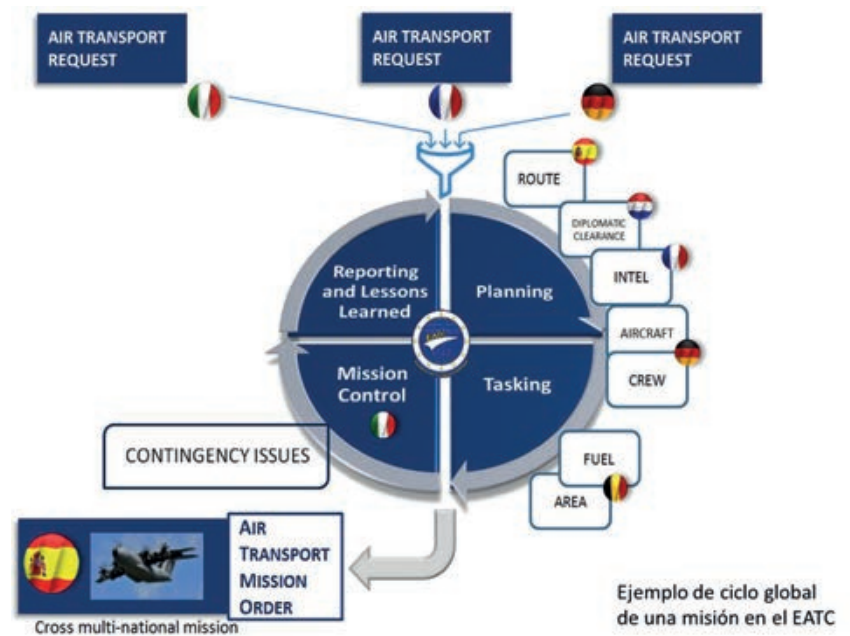 AIR TRANSPORT
REQUEST
AIR TRANSPORT
REQUEST
AIR TRANSPORT
REQUEST
ROUTE
DIPLOMATIC
CLEARANCE
INTEL
Reporting
and Lessons
Learned
Planning
AIRCRAFT
CREW
EATC
Mission
Control
Tasking
CONTINGENCY ISSUES
FUEL
AREA
AIR
TRANSPORT
MISSION
ORDER
Cross multi-national mission
Ejemplo de ciclo global
de una misión en el EATC